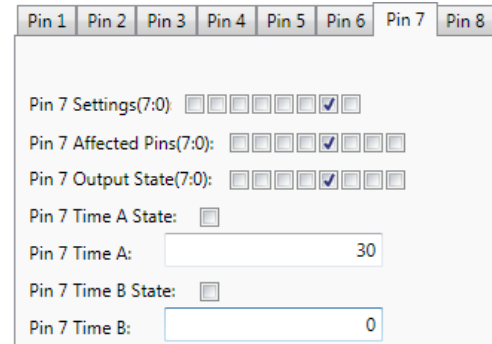 Pin 1 Pin 2 Pin 3 Pin 4 Pin 5 Pin 6 Pin 7 Pin 8
Pin 7 Settings(7:0)
Pin 7 Affected Pins(7:0):
Pin 7 Output State(7:0):
Pin 7 Time A State:
Pin 7 Time A: 30
Pin 7 Time B State:
Pin 7 Time B: 0